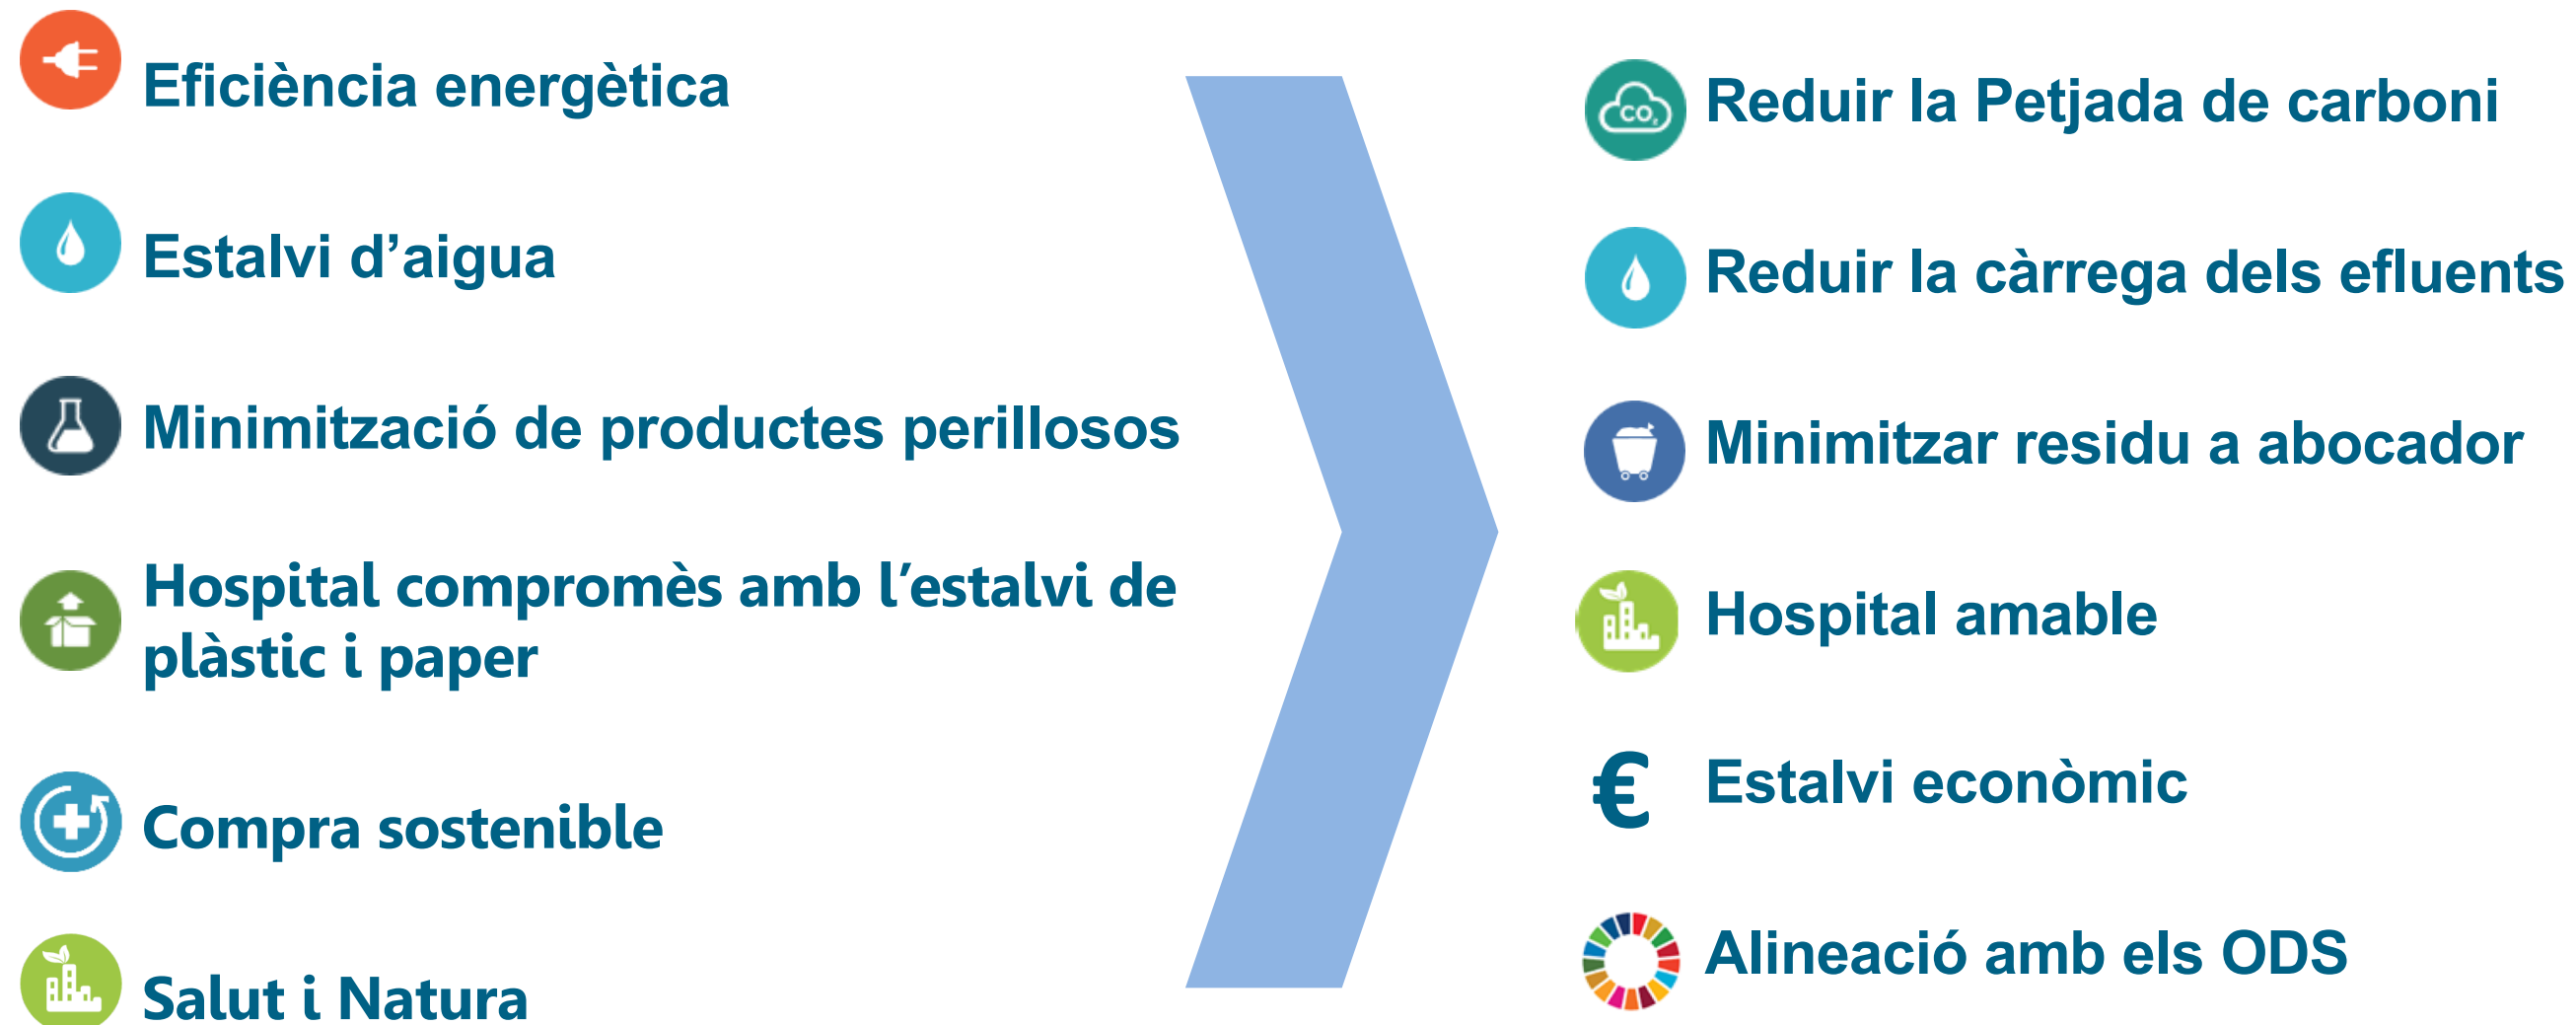 Eficiència energètica
Estalvi d’aigua
Minimització de productes perillosos
Hospital compromès amb l’estalvi de
plàstic i paper
Compra sostenible
Salut i Natura
CO₂
Reduir la Petjada de carboni
Reduir la càrrega dels efluents
Minimitzar residu a abocador
Hospital amable
€ Estalvi econòmic
Alineació amb els ODS